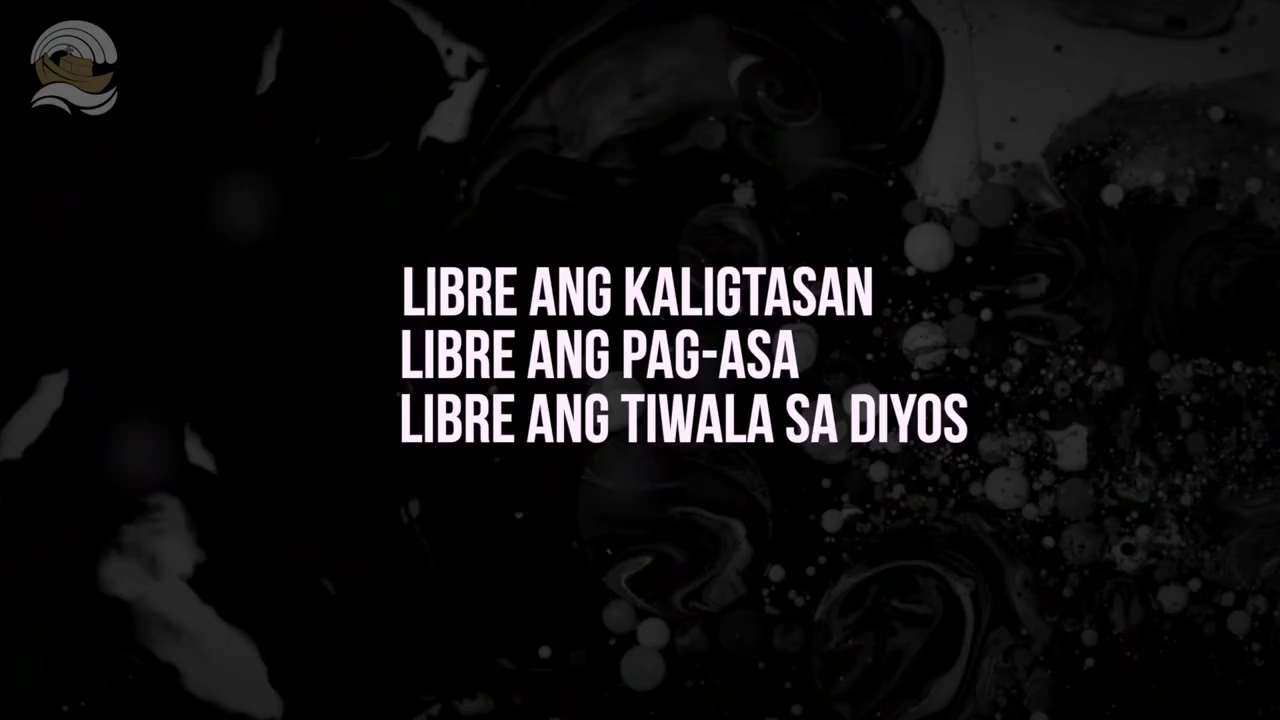 LIBRE ANG KALIGTASAN
LIBRE ANG PAG-ASA
LIBRE ANG TIWALA SA DIYOS